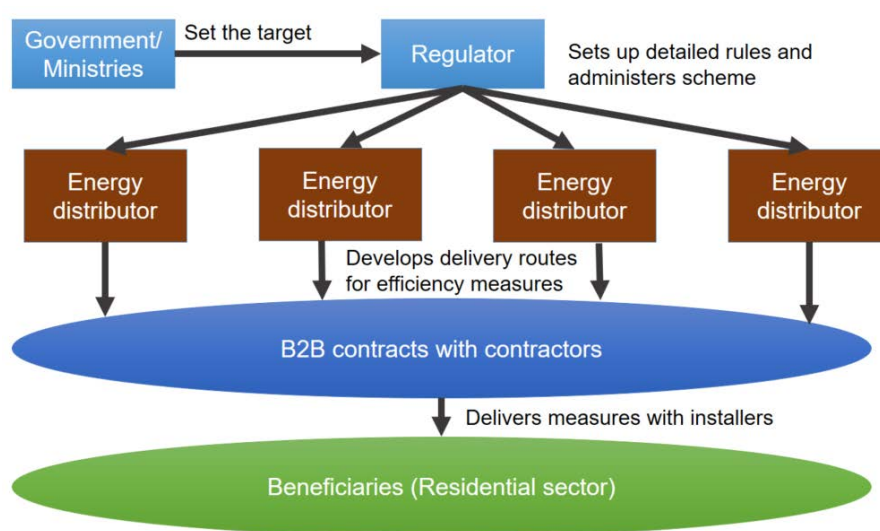 Government/
Ministries
Set the target
Regulator
Sets up detailed rules and
administers scheme
Energy
distributor
Energy
distributor
Energy
distributor
Energy
distributor
Develops delivery routes
for efficiency measures
B2B contracts with contractors
Delivers measures with installers
Beneficiaries (Residential sector)